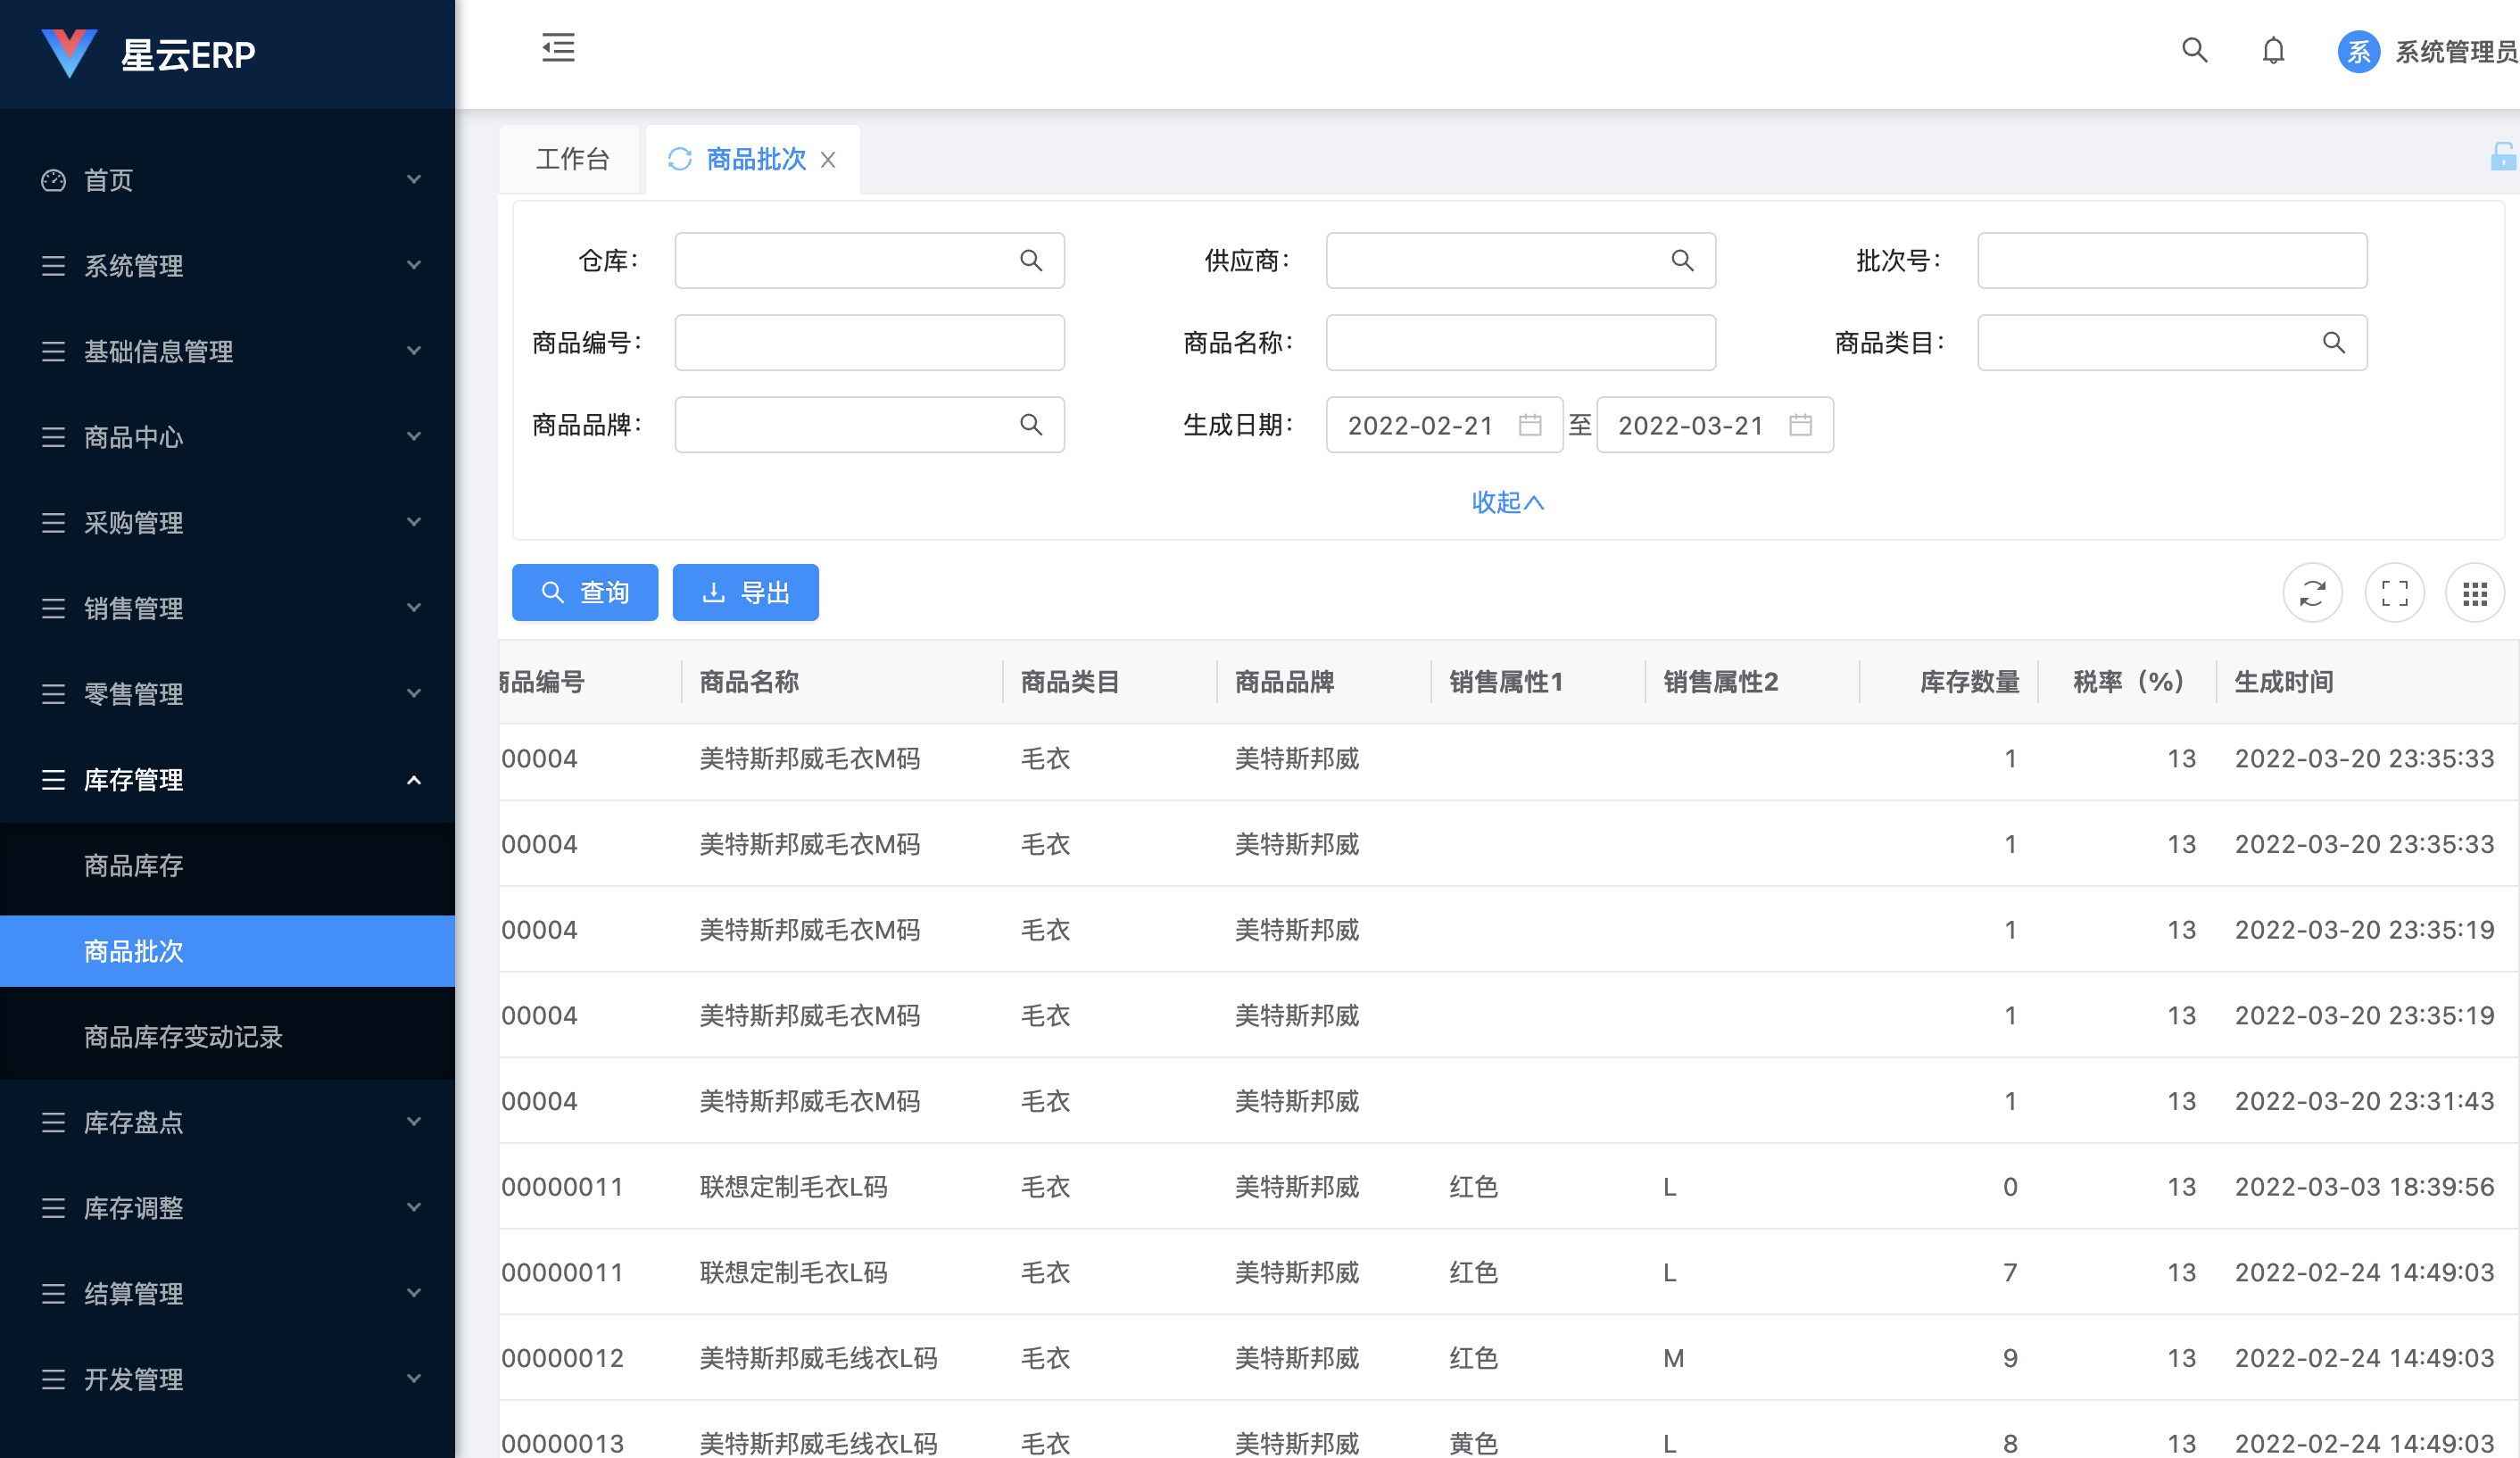 星云ERP
系 系统管理员
首页
系统管理
基础信息管理
商品中心
采购管理
销售管理
零售管理
库存管理
商品库存
商品批次
商品库存变动记录
库存盘点
库存调整
结算管理
开发管理
工作台 商品批次
仓库: 供应商: 批次号:
商品编号: 商品名称: 商品类目:
商品品牌: 生成日期: 2022-02-21 至 2022-03-21
收起
查询 导出
商品编号 商品名称 商品类目 商品品牌 销售属性1 销售属性2 库存数量 税率（%） 生成时间
00004 美特斯邦威毛衣M码 毛衣 美特斯邦威 1 13 2022-03-20 23:35:33
00004 美特斯邦威毛衣M码 毛衣 美特斯邦威 1 13 2022-03-20 23:35:33
00004 美特斯邦威毛衣M码 毛衣 美特斯邦威 1 13 2022-03-20 23:35:19
00004 美特斯邦威毛衣M码 毛衣 美特斯邦威 1 13 2022-03-20 23:35:19
00004 美特斯邦威毛衣M码 毛衣 美特斯邦威 1 13 2022-03-20 23:31:43
00000011 联想定制毛衣L码 毛衣 美特斯邦威 红色 L 0 13 2022-03-03 18:39:56
00000011 联想定制毛衣L码 毛衣 美特斯邦威 红色 L 7 13 2022-02-24 14:49:03
00000012 美特斯邦威毛线衣L码 毛衣 美特斯邦威 红色 M 9 13 2022-02-24 14:49:03
00000013 美特斯邦威毛线衣L码 毛衣 美特斯邦威 黄色 L 8 13 2022-02-24 14:49:03